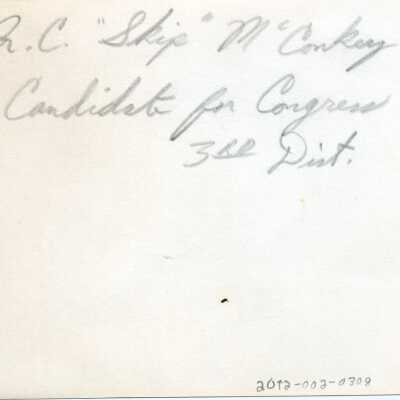 R. C. "Skip" McConkey
Candidate for Congress
3RD Dist.
2012-002-0308